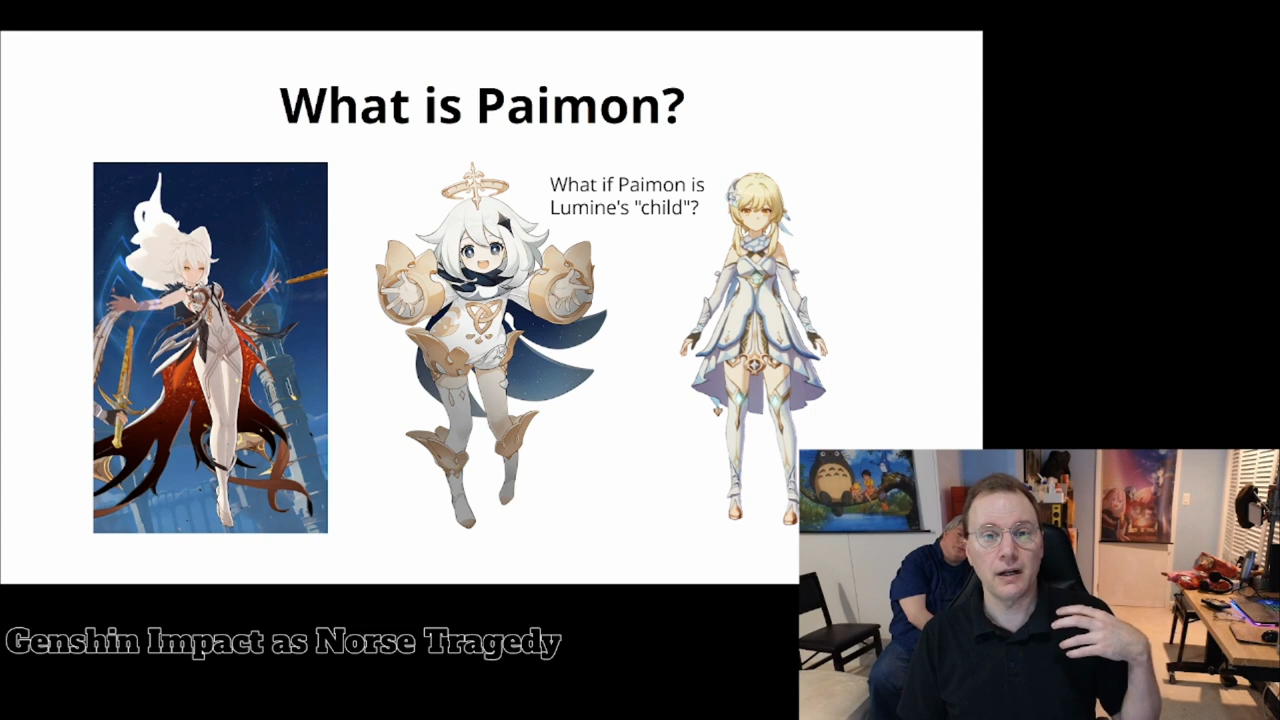 What is Paimon?
What if Paimon is
Lumine's "child"?
Genshin Impact as Norse Tragedy